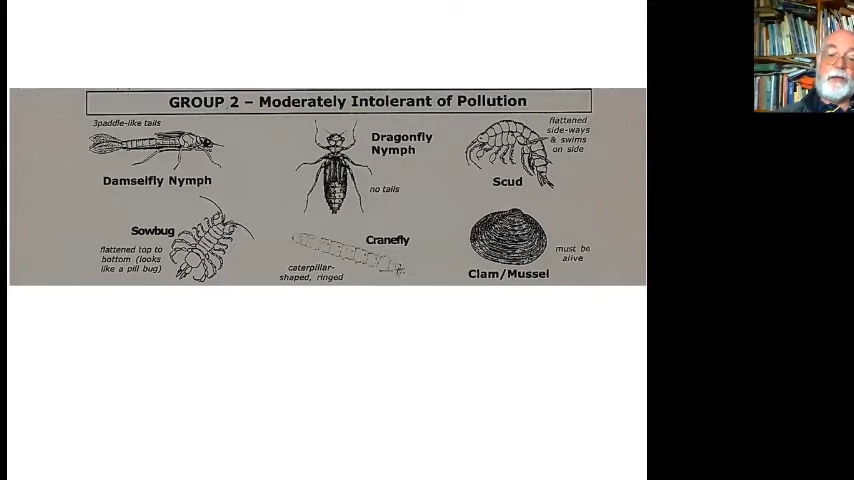 GROUP 2 – Moderately Intolerant of Pollution
3paddle-like tails
Damselfly Nymph
Dragonfly
Nymph
no tails
flattened
side-ways
& swims
on side
Scud
Sowbug
flattened top to
bottom (looks
like a pill bug)
Cranefly
caterpillar-
shaped, ringed
must be
alive
Clam/Mussel